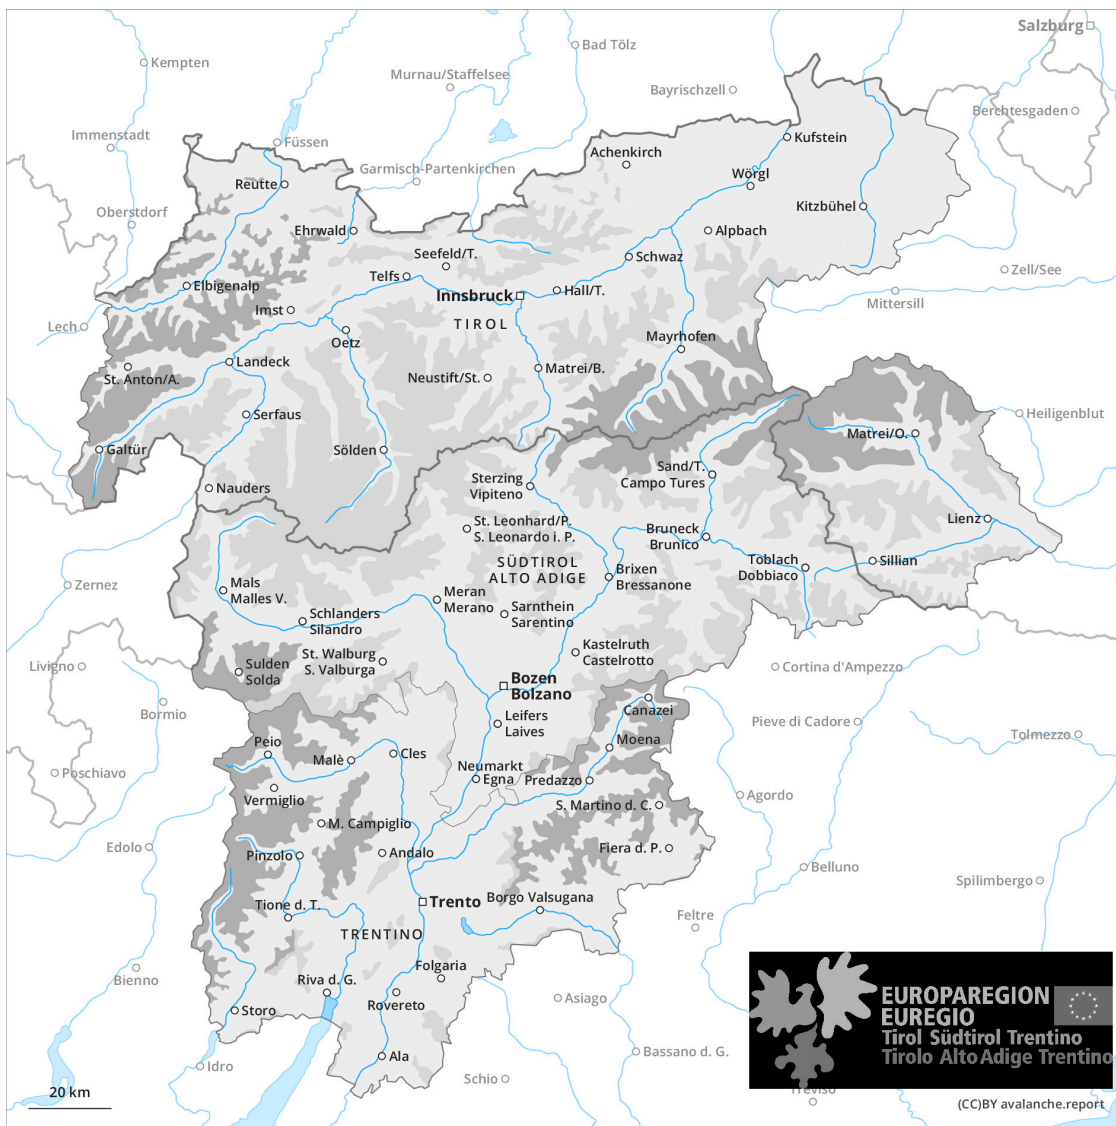 Salzburg
Bad Tölz
Kempten
Murnau/Staffelsee
Bayrischzell
Berchtesgaden
Immenstadt
Füssen
Kufstein
Achenkirch
Garmisch-Partenkirchen
Wörgl
Reutte
Oberstdorf
Kitzbühel
Ehrwald
Alpbach
Seefeld/T.
Schwaz
Zell/See
Telfs
Elbigenalp
Hall/T.
Innsbruck
Mittersill
Imst
TIROL
Lech
Oetz
Mayrhofen
Landeck
Matrei/B.
St. Anton/A.
Neustift/St.
Serfaus
Heiligenblut
Matrei/O.
Galtür
Sölden
Sand/T.
Campo Tures
Sterzing
Vipiteno
Nauders
St. Leonhard/P.
S. Leonardo i. P.
Lienz
Bruneck
Brunico
SÜDTIROL
ALTO ADIGE
Toblach
Dobbiaco
Sillian
Brixen
Bressanone
Zernez
Mals
Malles V.
Meran
Merano
Schlanders
Silandro
Sarnthein
Sarentino
Kastelruth
Castelrotto
St. Walburg
S. Valburga
Livigno
Sulden
Solda
Cortina d'Ampezzo
Bozen
Bolzano
Canazei
Bormio
Leifers
Laives
Pieve di Cadore
Tolmezzo
Peio
Moena
Cles
Malè
Neumarkt
Egna
Poschiavo
Predazzo
Vermiglio
S. Martino d. C.
Agordo
M. Campiglio
Edolo
Pinzolo
Andalo
Fiera d. P.
Belluno
Spilimbergo
Borgo Valsugana
Tione d. T.
Trento
Feltre
TRENTINO
Folgaria
Bienno
Riva d. G.
Rovereto
Asiago
Storo
EUROPAREGION
EUREGIO
Tirol Südtirol Trentino
Tirolo Alto Adige Trentino
Ala
Bassano d. G.
Idro
Schio
Treviso
20 km
(CC)BY avalanche.report